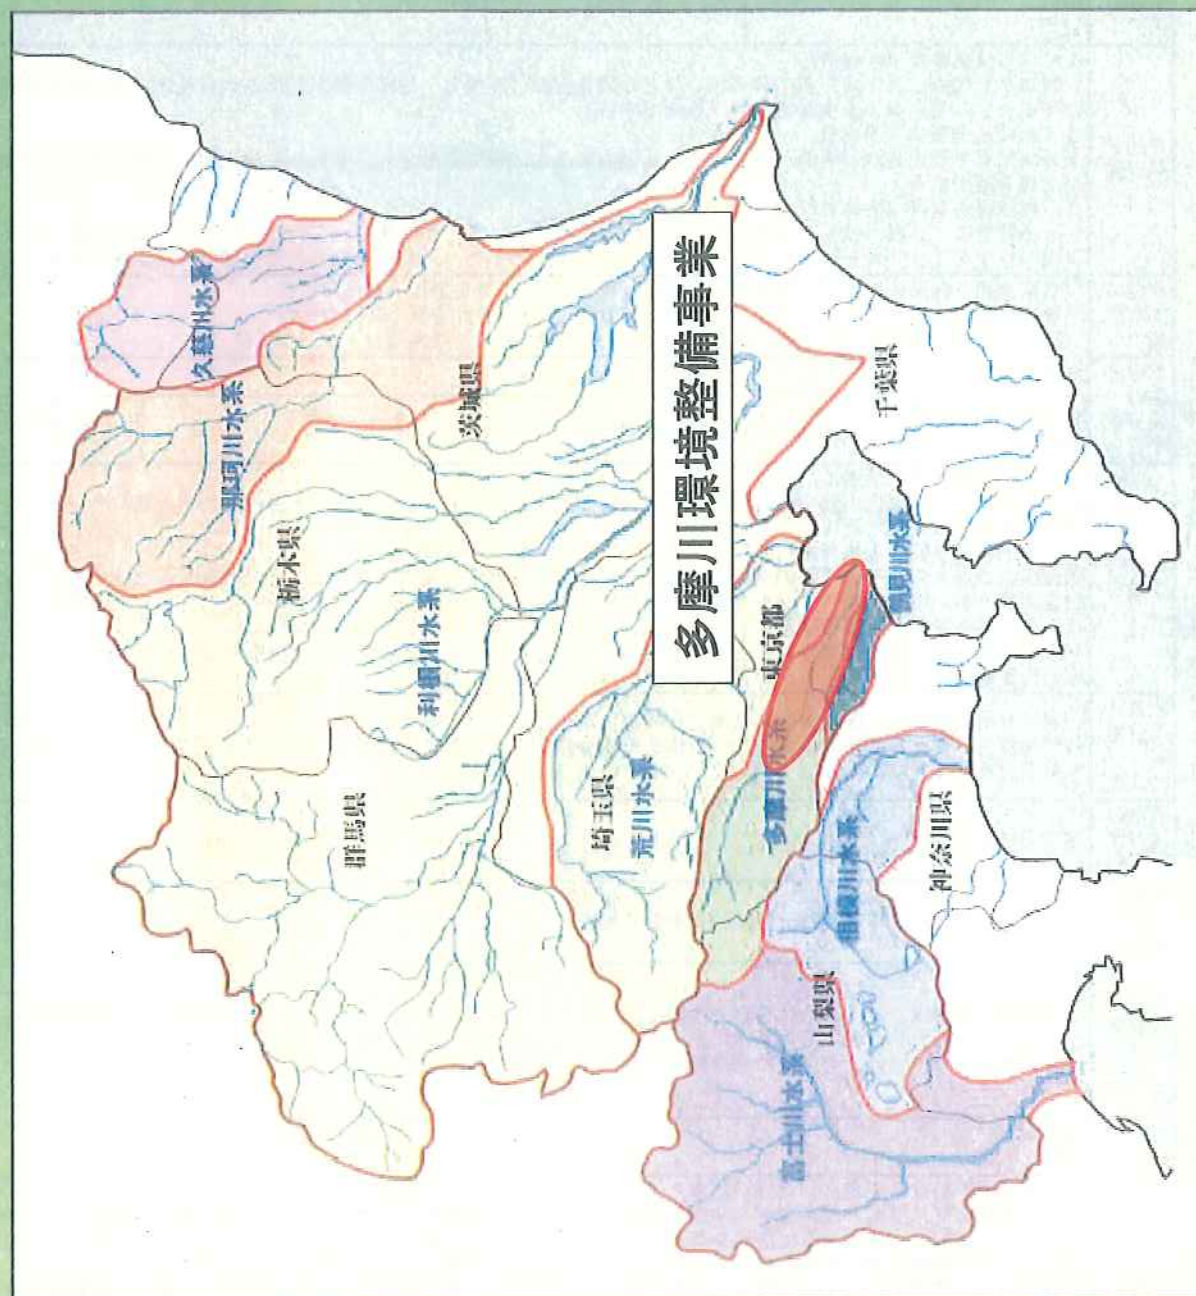 久慈川水系
那珂川水系
茨城県
栃木県
利根川水系
群馬県
埼玉県
荒川水系
多摩川環境整備事業
千葉県
東京都
鶴見川水系
多摩川水系
相模川水系
神奈川県
山梨県
富士川水系